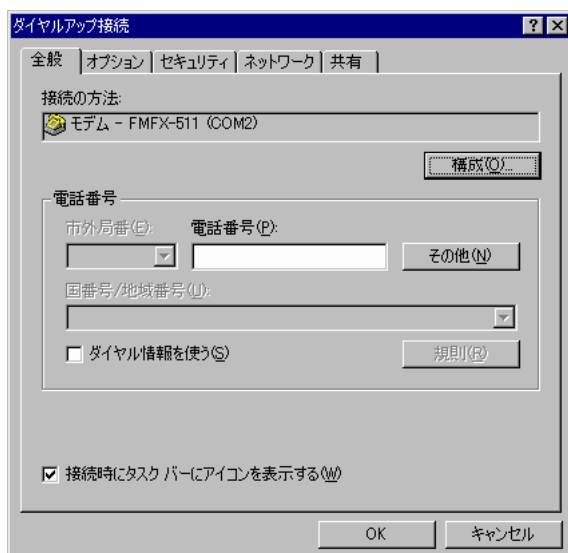 ダイヤルアップ接続
全般 オプション セキュリティ ネットワーク 共有
接続の方法:
モデム - FMFX-511 (COM2)
構成(O)...
電話番号
市外局番(E): 電話番号(P):
その他(N)
国番号/地域番号(U):
ダイヤル情報を使う(S) 規則(R)
接続時にタスク バーにアイコンを表示する(W)
OK キャンセル